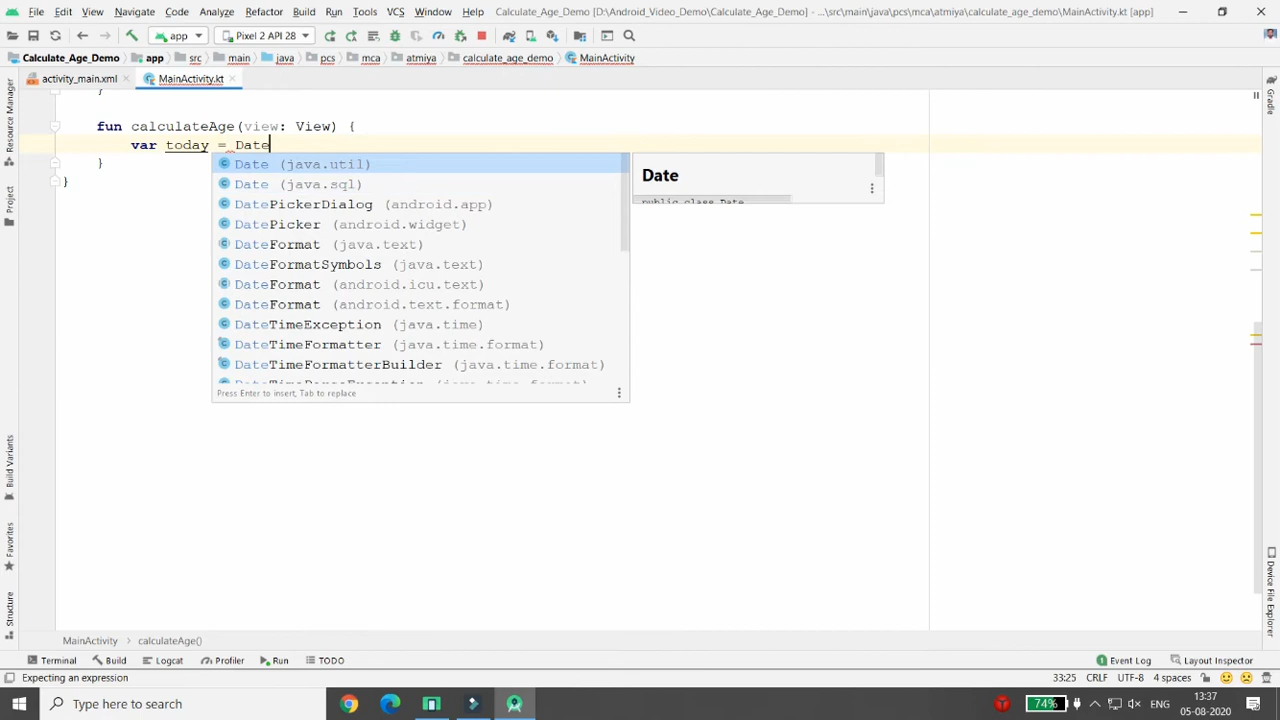 File Edit View Navigate Code Analyze Refactor Build Run Tools VCS Window Help Calculate_Age_Demo [D:\Android_Video_Demo\Calculate_Age_Demo] - ...\src\main\java\pcs\mca\atmiya\calculate_age_demo\MainActivity.kt [app]
app Pixel 2 API 28
Calculate_Age_Demo app src main java pcs mca atmiya calculate_age_demo MainActivity
activity_main.xml MainActivity.kt
Resource Manager
Project
Build Variants
Favorites
Structure
Gradle
Device File Explorer
}
fun calculateAge(view: View) {
var today = Date
}
}
Date (java.util)
Date (java.sql)
DatePickerDialog (android.app)
DatePicker (android.widget)
DateFormat (java.text)
DateFormatSymbols (java.text)
DateFormat (android.icu.text)
DateFormat (android.text.format)
DateTimeException (java.time)
DateTimeFormatter (java.time.format)
DateTimeFormatterBuilder (java.time.format)
Press Enter to insert, Tab to replace
Date
public class Date
MainActivity › calculateAge()
Terminal Build Logcat Profiler Run TODO Event Log Layout Inspector
Expecting an expression 33:25 CRLF UTF-8 4 spaces
Type here to search 74% ENG 13:37
05-08-2020